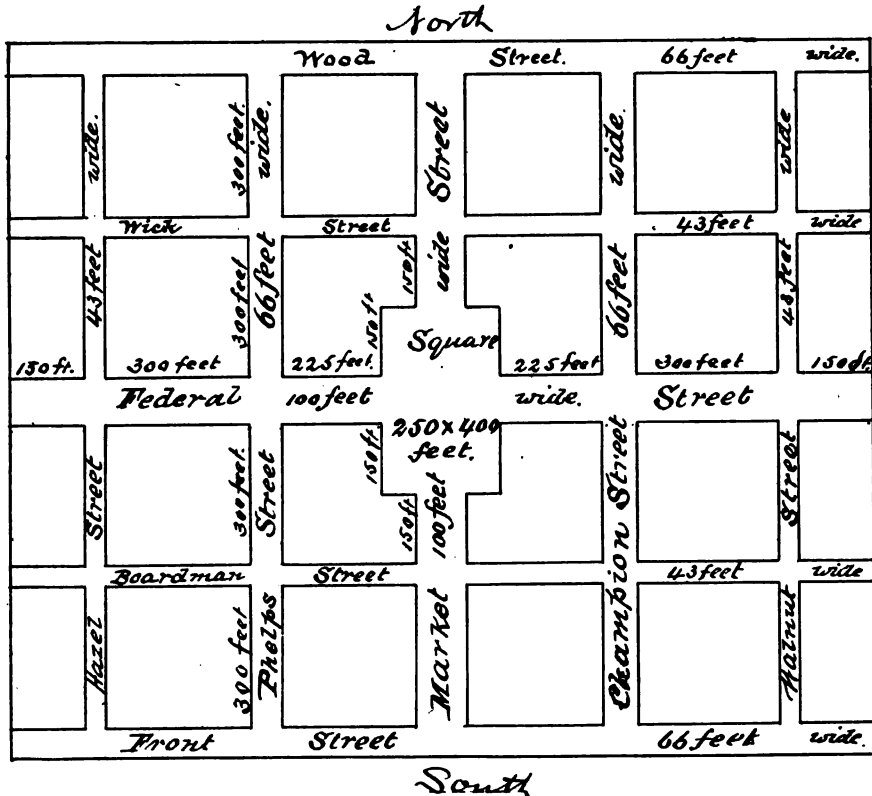 North
Wood Street. 66 feet wide.
wide. 300 feet. wide. Street wide. wide
Wick Street 43 feet wide
43 feet 300 feet 66 feet 150 ft wide 66 feet 43 feet
150 ft Square
150 ft. 300 feet 225 feet. 225 feet 300 feet 150 ft.
Federal 100 feet wide. Street
250 x 400
feet.
Street 300 feet. Street 150 ft 150 ft 100 feet Champion Street Street
Boardman Street 43 feet wide
Hazel 300 feet Phelps Market Walnut
Front Street 66 feet wide.
South